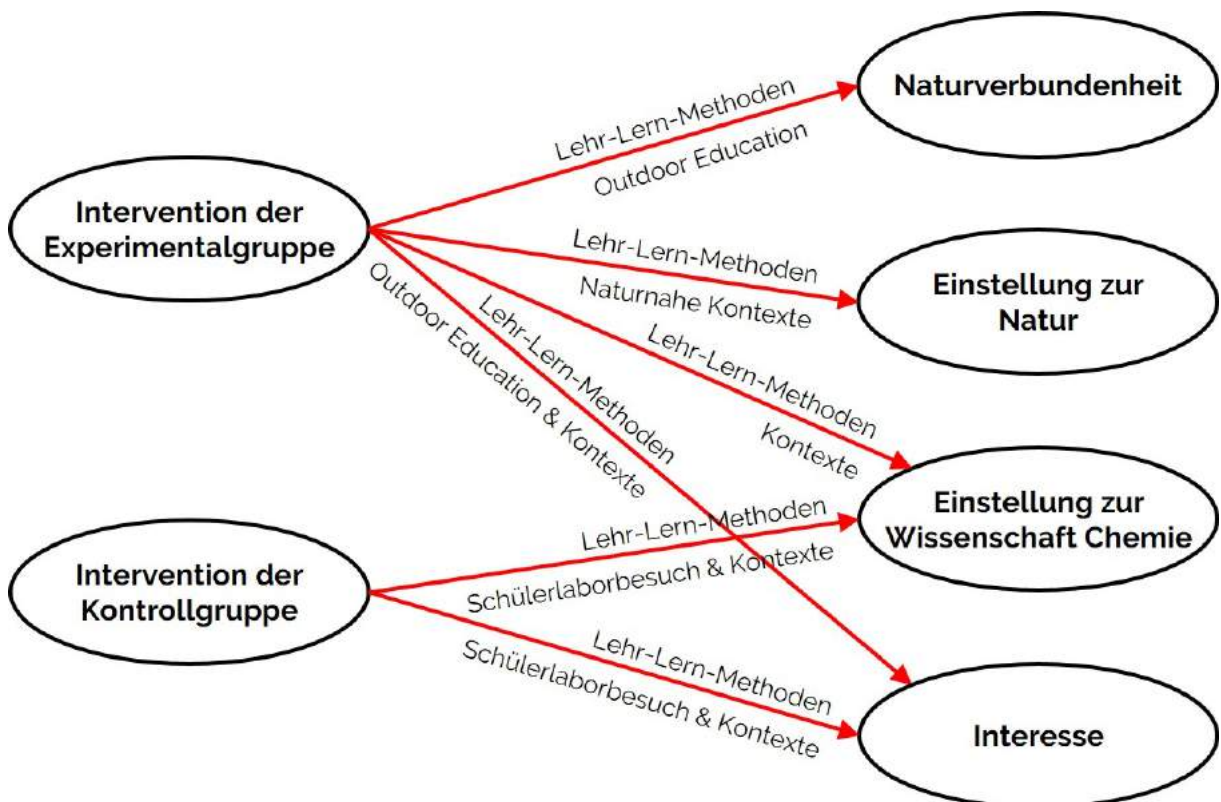 Naturverbundenheit
Lehr-Lern-Methoden
Outdoor Education
Intervention der
Experimentalgruppe
Lehr-Lern-Methoden
Naturnahe Kontexte
Einstellung zur
Natur
Lehr-Lern-Methoden
Kontexte
Lehr-Lern-Methoden
Outdoor Education & Kontexte
Einstellung zur
Wissenschaft Chemie
Lehr-Lern-Methoden
Schülerlaborbesuch & Kontexte
Intervention der
Kontrollgruppe
Lehr-Lern-Methoden
Schülerlaborbesuch & Kontexte
Interesse